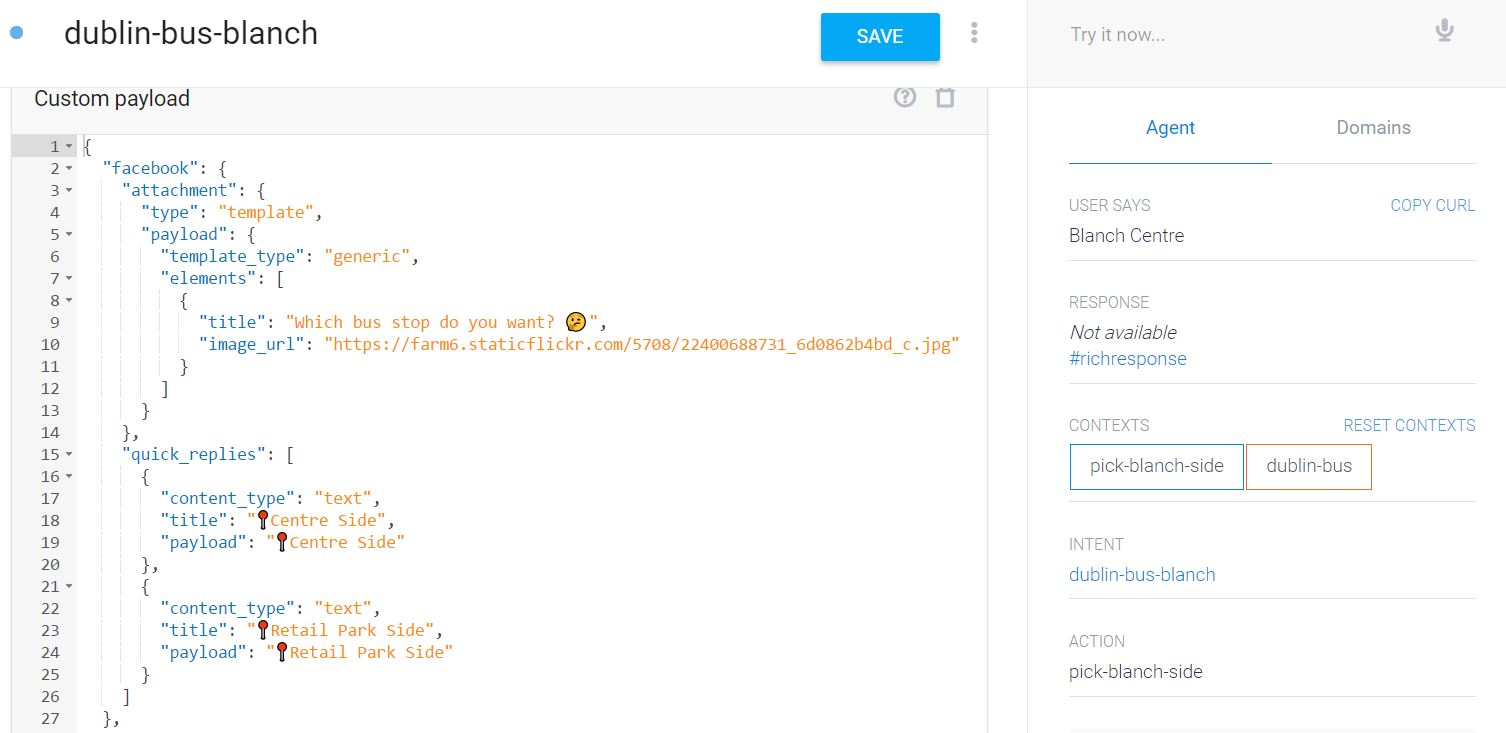 dublin-bus-blanch
SAVE
Try it now...
Custom payload
Agent
Domains
1 {
2 "facebook": {
3 "attachment": {
4 "type": "template",
5 "payload": {
6 "template_type": "generic",
7 "elements": [
8 {
9 "title": "Which bus stop do you want? 🤔",
10 "image_url": "https://farm6.staticflickr.com/5708/22400688731_6d0862b4bd_c.jpg"
11 }
12 ]
13 }
14 },
15 "quick_replies": [
16 {
17 "content_type": "text",
18 "title": "📍Centre Side",
19 "payload": "📍Centre Side"
20 },
21 {
22 "content_type": "text",
23 "title": "📍Retail Park Side",
24 "payload": "📍Retail Park Side"
25 }
26 ]
27 },
USER SAYS
COPY CURL
Blanch Centre
RESPONSE
Not available
#richresponse
CONTEXTS
RESET CONTEXTS
pick-blanch-side
dublin-bus
INTENT
dublin-bus-blanch
ACTION
pick-blanch-side